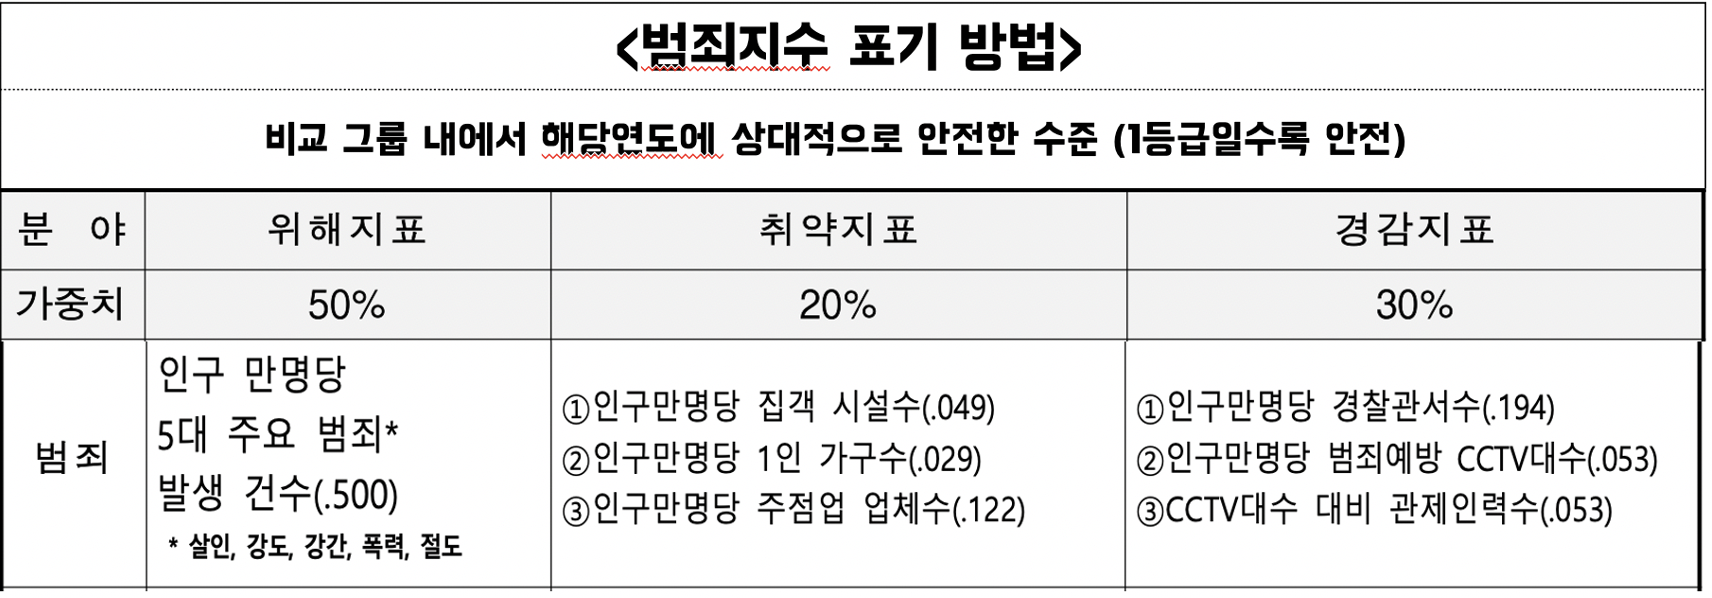 <범죄지수 표기 방법>
비교 그룹 내에서 해당연도에 상대적으로 안전한 수준 (1등급일수록 안전)
분 야 위해지표 취약지표 경감지표
가중치 50% 20% 30%
범죄
인구 만명당
5대 주요 범죄*
발생 건수(.500)
* 살인, 강도, 강간, 폭력, 절도
①인구만명당 집객 시설수(.049)
②인구만명당 1인 가구수(.029)
③인구만명당 주점업 업체수(.122)
①인구만명당 경찰관서수(.194)
②인구만명당 범죄예방 CCTV대수(.053)
③CCTV대수 대비 관제인력수(.053)